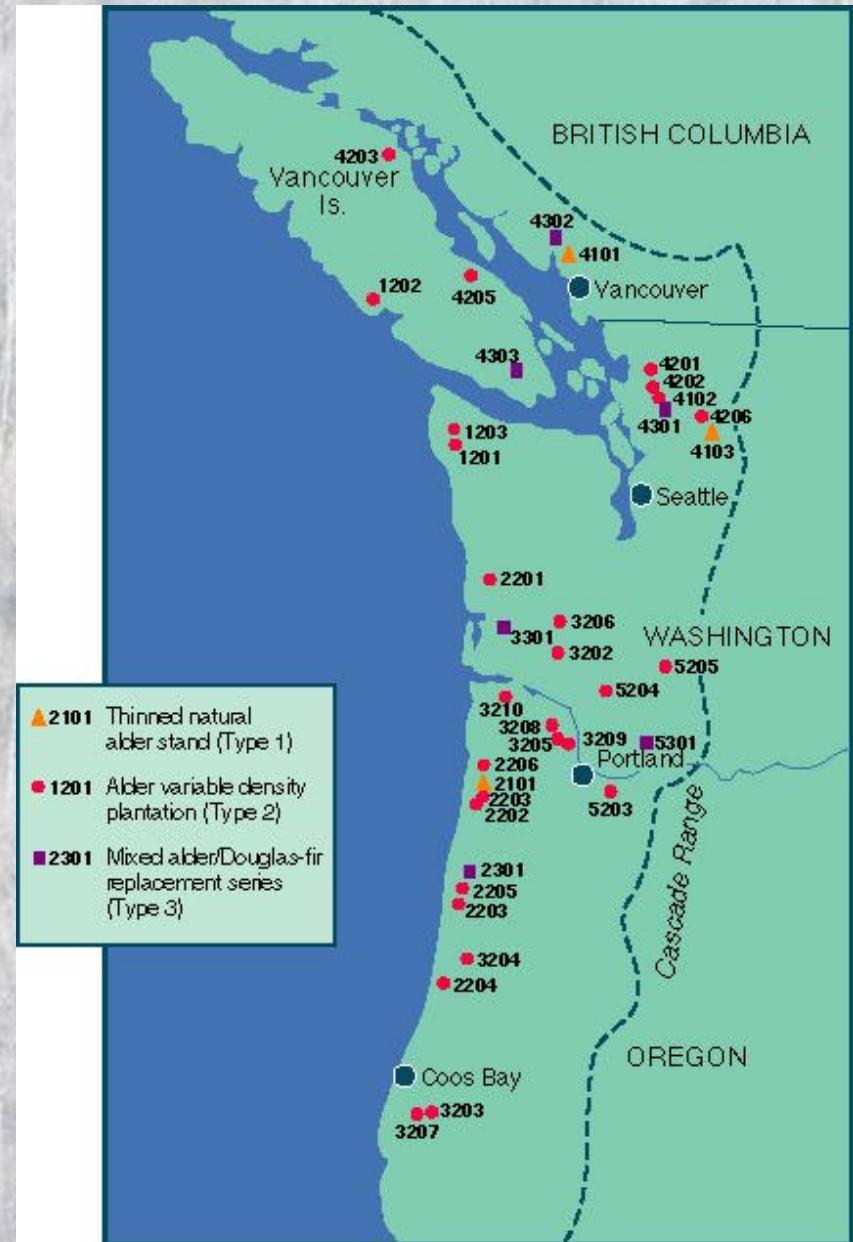 BRITISH COLUMBIA
4203
Vancouver
Is.
4302
4101
1202
4205
Vancouver
4303
4201
4202
4102
4301
4206
4103
1203
1201
Seattle
2201
3206
3301
WASHINGTON
3202
5205
5204
3210
3208
3205
3209
5301
Portland
2206
2101
2203
2202
5203
Cascade Range
2301
2205
2203
3204
2204
OREGON
Coos Bay
3203
3207
2101 Thinned natural
alder stand (Type 1)
1201 Alder variable density
plantation (Type 2)
2301 Mixed alder/Douglas-fir
replacement series
(Type 3)